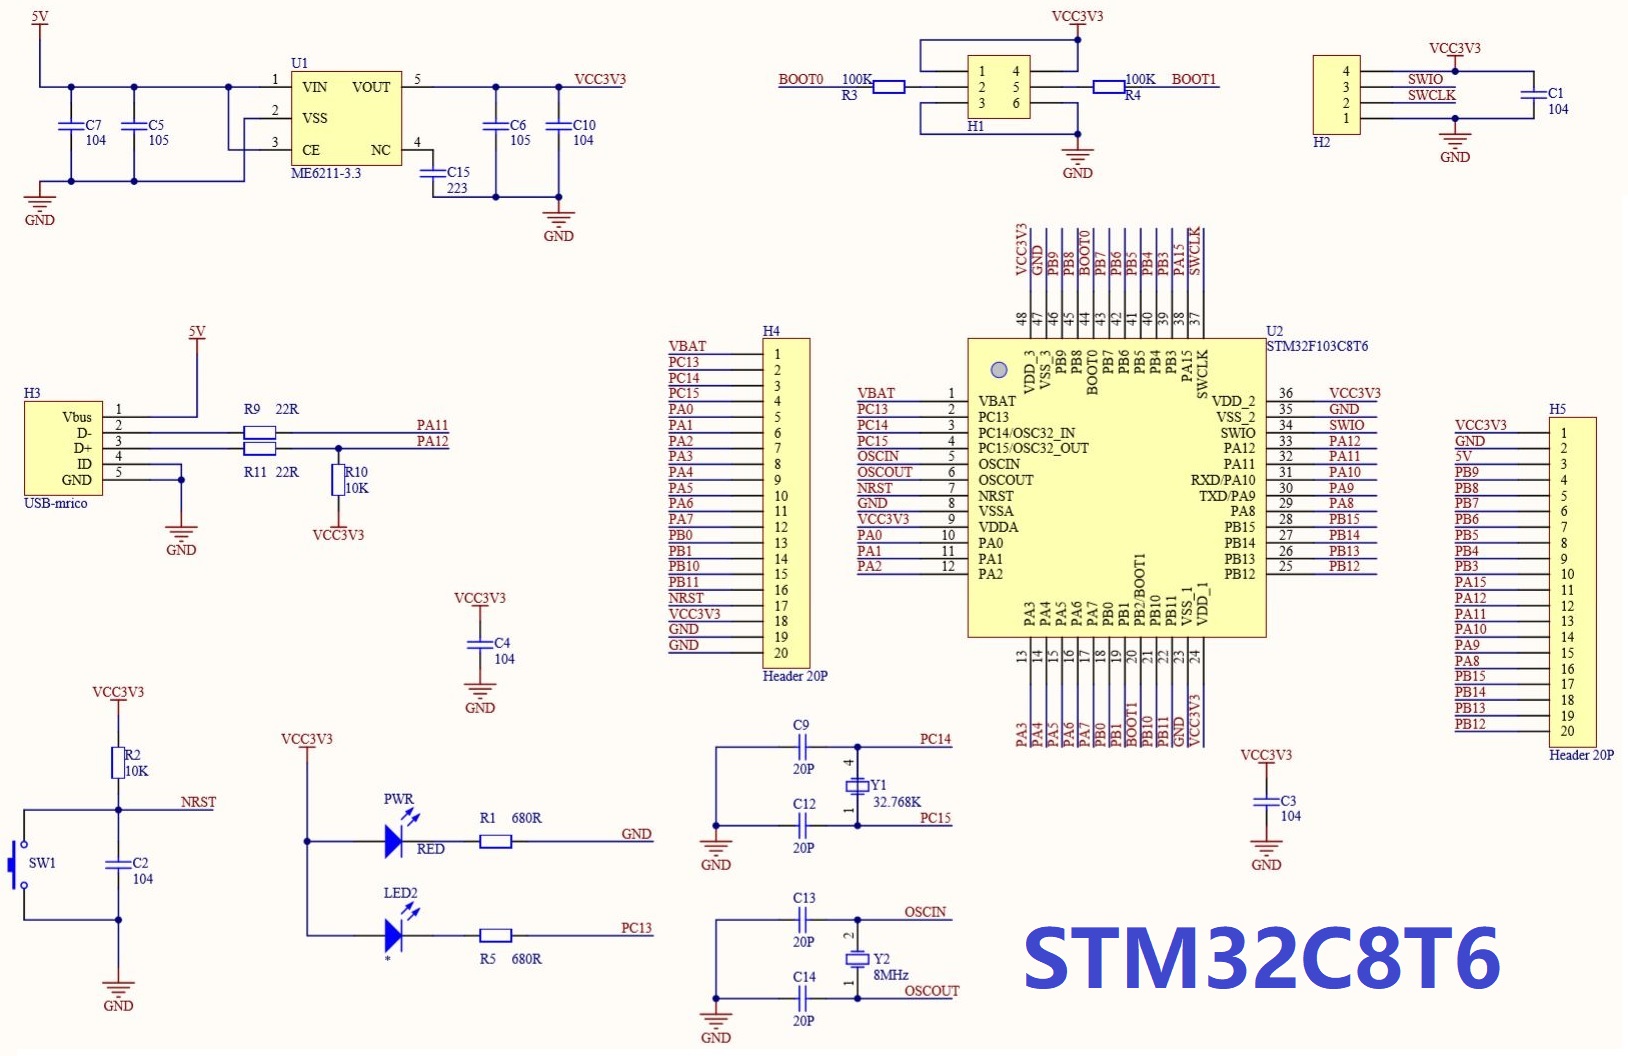 5V
U1
1 VIN VOUT 5
2 VSS
3 CE NC 4
ME6211-3.3
VCC3V3
C7
104
C5
105
C6
105
C10
104
C15
223
GND
GND
VCC3V3
BOOT0 100K
R3
1 4
2 5
3 6
H1
100K BOOT1
R4
GND
VCC3V3
4 SWIO
3 SWCLK
2
1
H2
C1
104
GND
5V
H3
Vbus 1
D- 2
D+ 3
ID 4
GND 5
USB-mrico
R9 22R PA11
R11 22R PA12
R10
10K
VCC3V3
GND
H4
VBAT 1
PC13 2
PC14 3
PC15 4
PA0 5
PA1 6
PA2 7
PA3 8
PA4 9
PA5 10
PA6 11
PA7 12
PB0 13
PB1 14
PB10 15
PB11 16
NRST 17
VCC3V3 18
GND 19
GND 20
Header 20P
VCC3V3 GND PB9 PB8 BOOT0 PB7 PB6 PB5 PB4 PB3 PA15 SWCLK
48 47 46 45 44 43 42 41 40 39 38 37
VDD_3 VSS_3 PB9 PB8 BOOT0 PB7 PB6 PB5 PB4 PB3 PA15 SWCLK
U2
STM32F103C8T6
VBAT 1 VBAT VDD_2 36 VCC3V3
PC13 2 PC13 VSS_2 35 GND
PC14 3 PC14/OSC32_IN SWIO 34 SWIO
PC15 4 PC15/OSC32_OUT PA12 33 PA12
OSCIN 5 OSCIN PA11 32 PA11
OSCOUT 6 OSCOUT RXD/PA10 31 PA10
NRST 7 NRST TXD/PA9 30 PA9
GND 8 VSSA PA8 29 PA8
VCC3V3 9 VDDA PB15 28 PB15
PA0 10 PA0 PB14 27 PB14
PA1 11 PA1 PB13 26 PB13
PA2 12 PA2 PB12 25 PB12
PA3 PA4 PA5 PA6 PA7 PB0 PB1 PB2/BOOT1 PB10 PB11 VSS_1 VDD_1
13 14 15 16 17 18 19 20 21 22 23 24
PA3 PA4 PA5 PA6 PA7 PB0 PB1 BOOT1 PB10 PB11 GND VCC3V3
H5
VCC3V3 1
GND 2
5V 3
PB9 4
PB8 5
PB7 6
PB6 7
PB5 8
PB4 9
PB3 10
PA15 11
PA12 12
PA11 13
PA10 14
PA9 15
PA8 16
PB15 17
PB14 18
PB13 19
PB12 20
Header 20P
VCC3V3
C4
104
GND
VCC3V3
R2
10K
NRST
SW1
C2
104
GND
VCC3V3
PWR
RED
R1 680R GND
LED2
*
R5 680R PC13
C9
20P
PC14
4
Y1
32.768K
1
C12
20P
PC15
GND
C13
20P
OSCIN
2
Y2
8MHz
1
C14
20P
OSCOUT
GND
VCC3V3
C3
104
GND
STM32C8T6